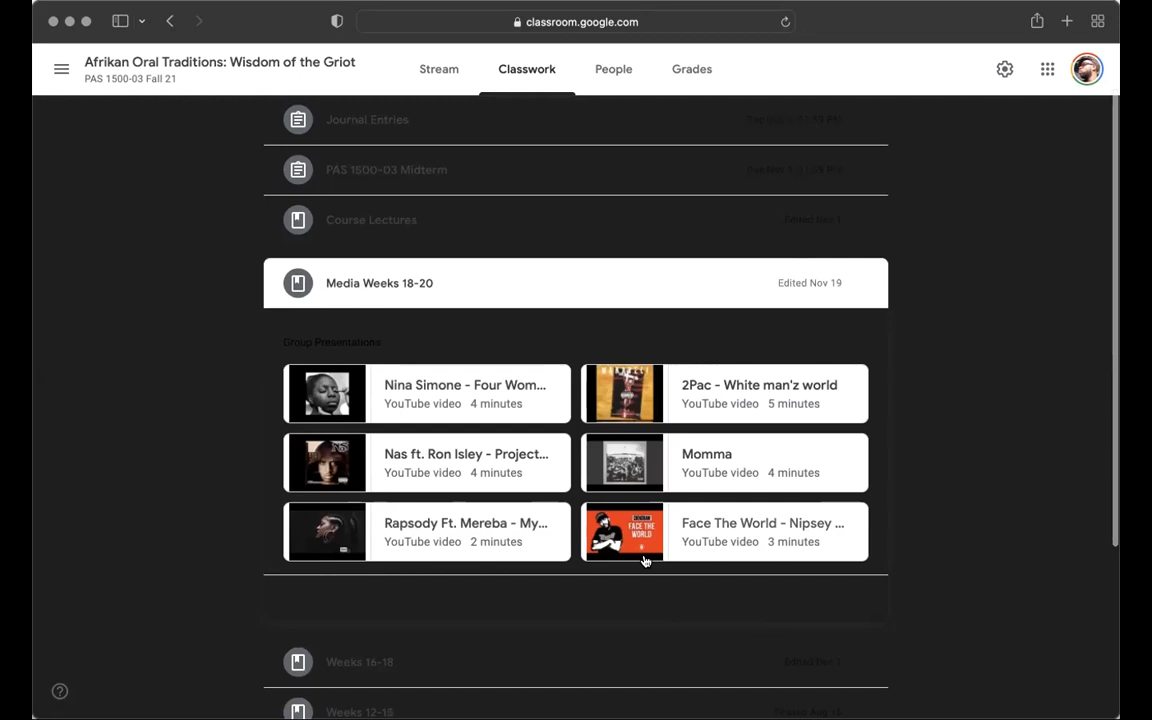 classroom.google.com
Afrikan Oral Traditions: Wisdom of the Griot
PAS 1500-03 Fall 21
Stream
Classwork
People
Grades
Journal Entries
PAS 1500-03 Midterm
Course Lectures
Edited Nov 1
Media Weeks 18-20
Edited Nov 19
Group Presentations
Nina Simone - Four Wom...
YouTube video 4 minutes
2Pac - White man'z world
YouTube video 5 minutes
Nas ft. Ron Isley - Project...
YouTube video 4 minutes
Momma
YouTube video 4 minutes
Rapsody Ft. Mereba - My...
YouTube video 2 minutes
FACE THE
WORLD
Face The World - Nipsey ...
YouTube video 3 minutes
Weeks 16-18
Weeks 12-15